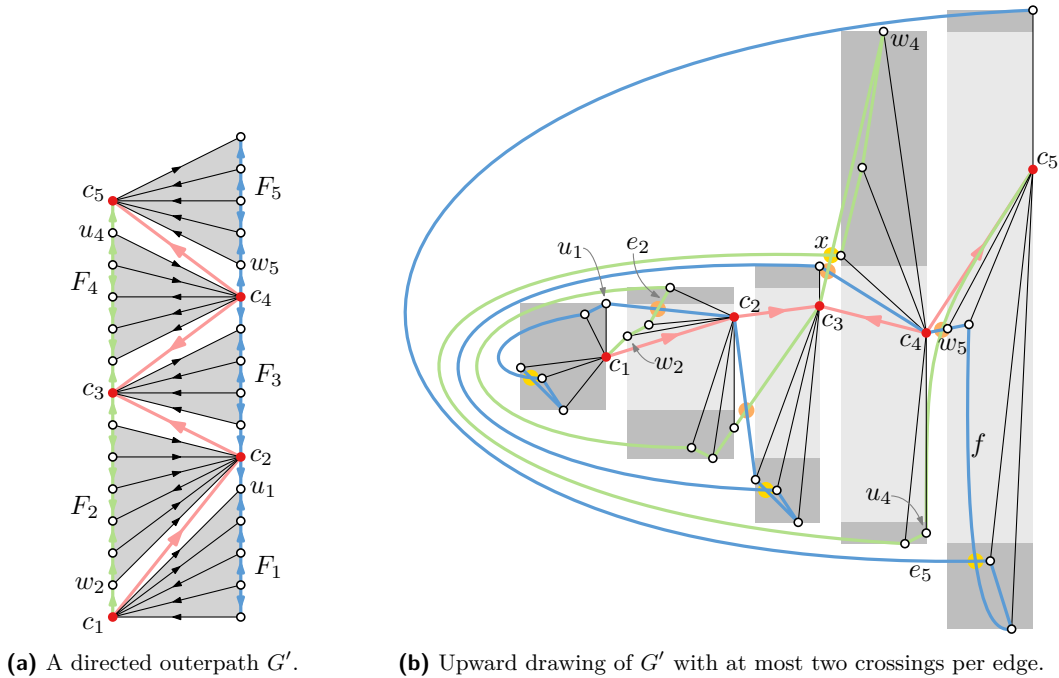 c₅
F₅
u₄
w₅
F₄
c₄
c₃
F₃
c₂
u₁
F₂
w₂
F₁
c₁
(a) A directed outerpath G′.
w₄
c₅
x
u₁
e₂
c₂
c₃
c₄
w₅
c₁
w₂
f
u₄
e₅
(b) Upward drawing of G′ with at most two crossings per edge.